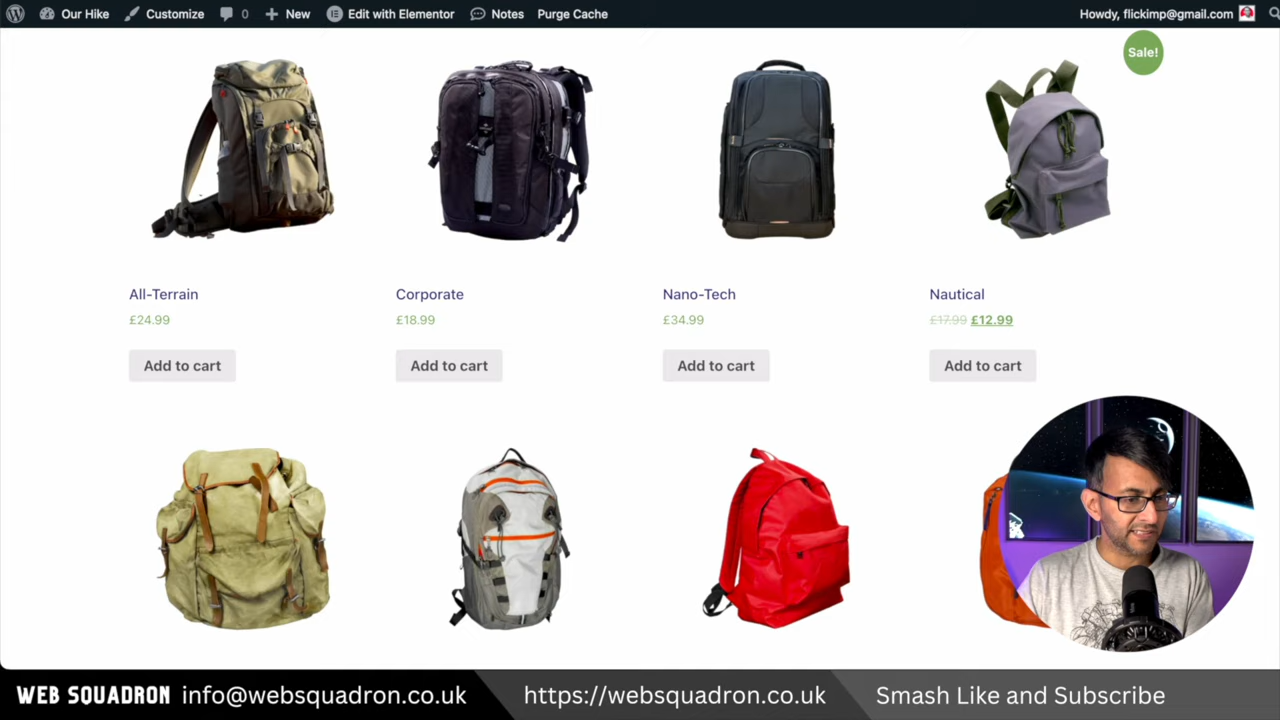 Our Hike Customize 0 New Edit with Elementor Notes Purge Cache Howdy, flickimp@gmail.com
Sale!
All-Terrain Corporate Nano-Tech Nautical
£24.99 £18.99 £34.99 £17.99 £12.99
Add to cart Add to cart Add to cart Add to cart
WEB SQUADRON info@websquadron.co.uk https://websquadron.co.uk Smash Like and Subscribe